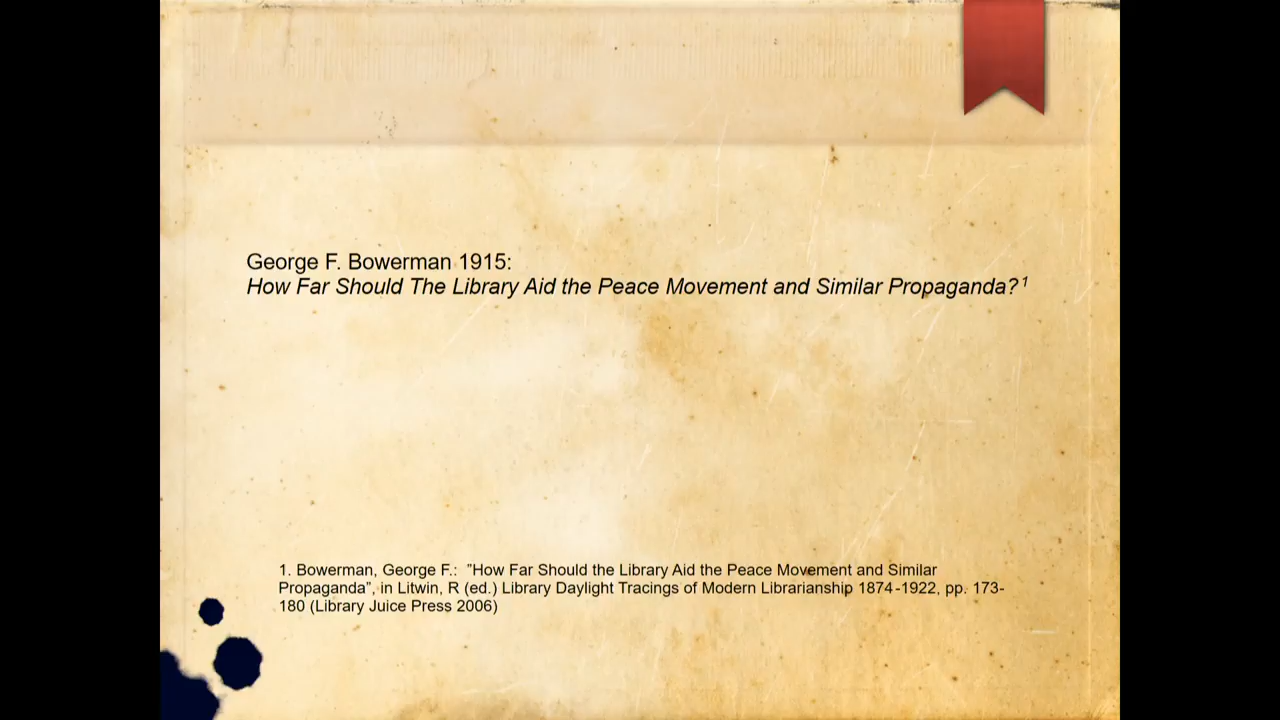 George F. Bowerman 1915:
How Far Should The Library Aid the Peace Movement and Similar Propaganda?¹
1. Bowerman, George F.: ”How Far Should the Library Aid the Peace Movement and Similar
Propaganda”, in Litwin, R (ed.) Library Daylight Tracings of Modern Librarianship 1874-1922, pp. 173-
180 (Library Juice Press 2006)